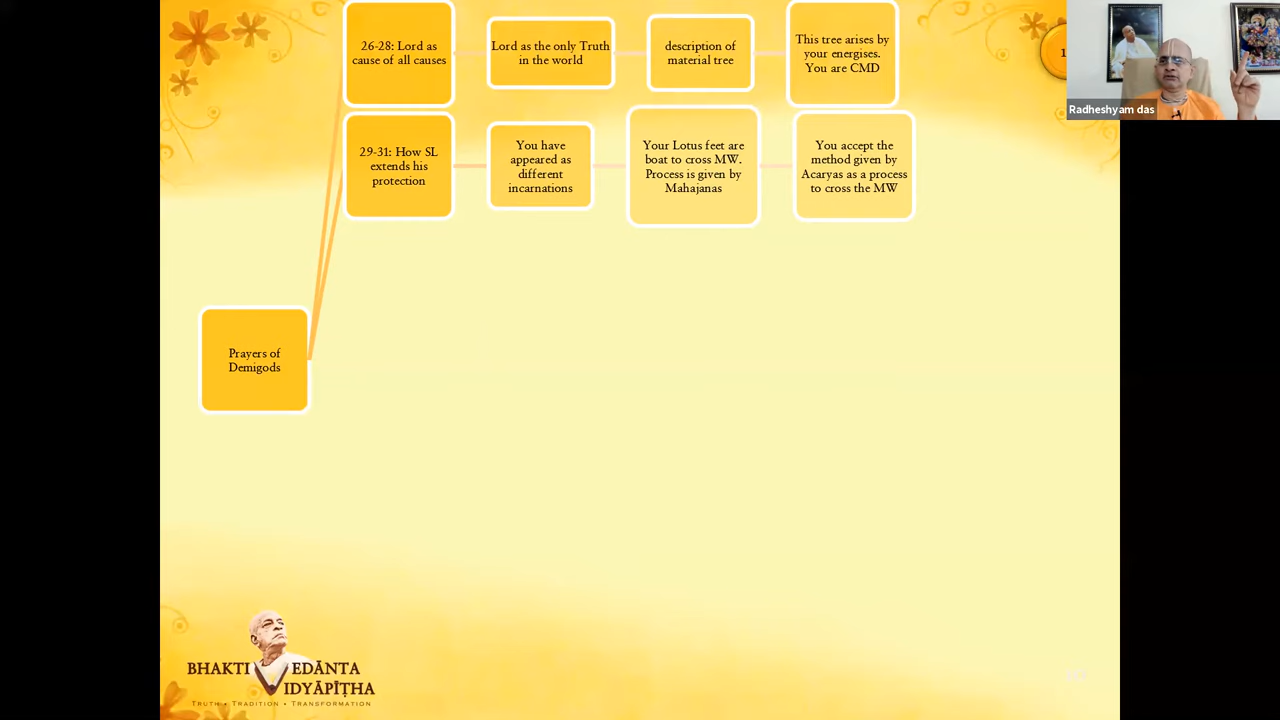 26-28: Lord as
cause of all causes
Lord as the only Truth
in the world
description of
material tree
This tree arises by
your energises.
You are CMD
1
Radheshyam das
29-31: How SL
extends his
protection
You have
appeared as
different
incarnations
Your Lotus feet are
boat to cross MW.
Process is given by
Mahajanas
You accept the
method given by
Acaryas as a process
to cross the MW
Prayers of
Demigods
BHAKTI VEDĀNTA
VIDYĀPĪṬHA
TRUTH • TRADITION • TRANSFORMATION